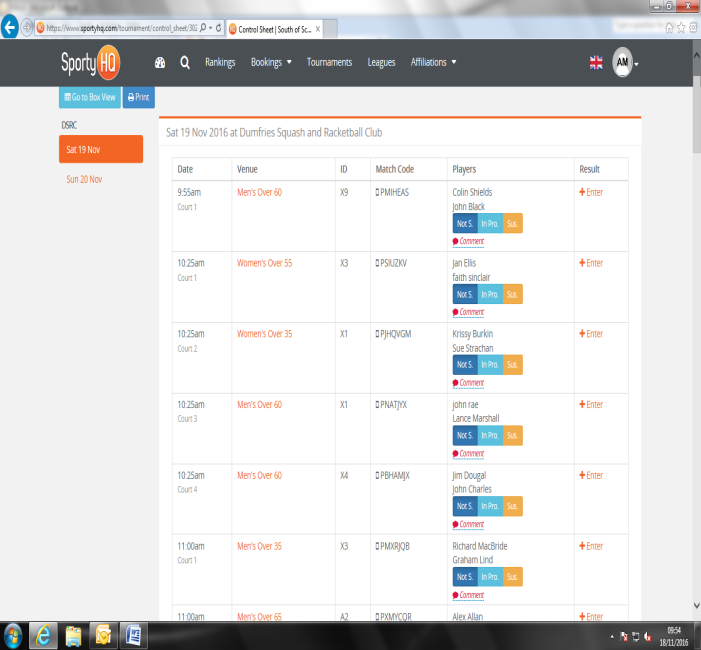 https://www.sportyhq.com/tournament/control_sheet/302
Control Sheet | South of Sc...
SportyHQ
Rankings Bookings Tournaments Leagues Affiliations AM
Go to Box View Print
DSRC
Sat 19 Nov
Sun 20 Nov
Sat 19 Nov 2016 at Dumfries Squash and Racketball Club
Date Venue ID Match Code Players Result
9:55am Men's Over 60 X9 PMIHEAS Colin Shields Enter
Court 1 John Black
Not S. In Pro. Sus.
Comment
10:25am Women's Over 55 X3 PSIUZKV Jan Ellis Enter
Court 1 faith sinclair
Not S. In Pro. Sus.
Comment
10:25am Women's Over 35 X1 PJHQVGM Krissy Burkin Enter
Court 2 Sue Strachan
Not S. In Pro. Sus.
Comment
10:25am Men's Over 60 X1 PNATJYX john rae Enter
Court 3 Lance Marshall
Not S. In Pro. Sus.
Comment
10:25am Men's Over 60 X4 PBHAMJX Jim Dougal Enter
Court 4 John Charles
Not S. In Pro. Sus.
Comment
11:00am Men's Over 35 X3 PMXRJQB Richard MacBride Enter
Court 1 Graham Lind
Not S. In Pro. Sus.
Comment
11:00am Men's Over 65 A2 PXMYCQR Alex Allan Enter
09:54
18/11/2016